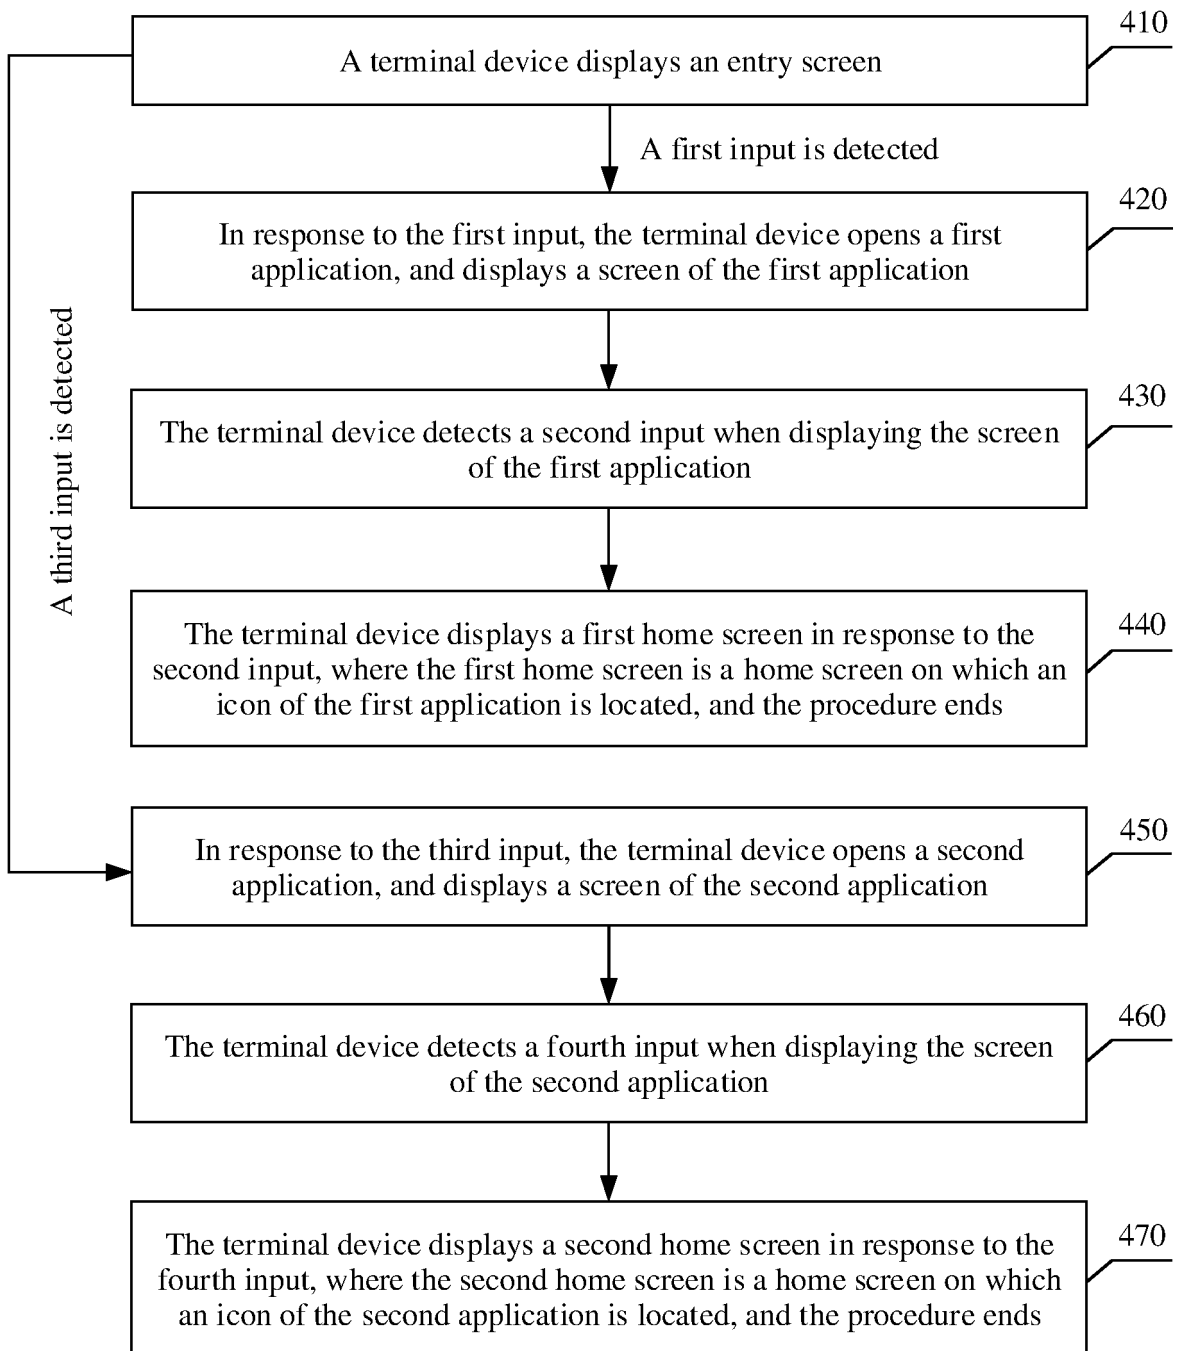 410
A terminal device displays an entry screen
A first input is detected
420
In response to the first input, the terminal device opens a first
application, and displays a screen of the first application
A third input is detected
430
The terminal device detects a second input when displaying the screen
of the first application
440
The terminal device displays a first home screen in response to the
second input, where the first home screen is a home screen on which an
icon of the first application is located, and the procedure ends
450
In response to the third input, the terminal device opens a second
application, and displays a screen of the second application
460
The terminal device detects a fourth input when displaying the screen
of the second application
470
The terminal device displays a second home screen in response to the
fourth input, where the second home screen is a home screen on which
an icon of the second application is located, and the procedure ends